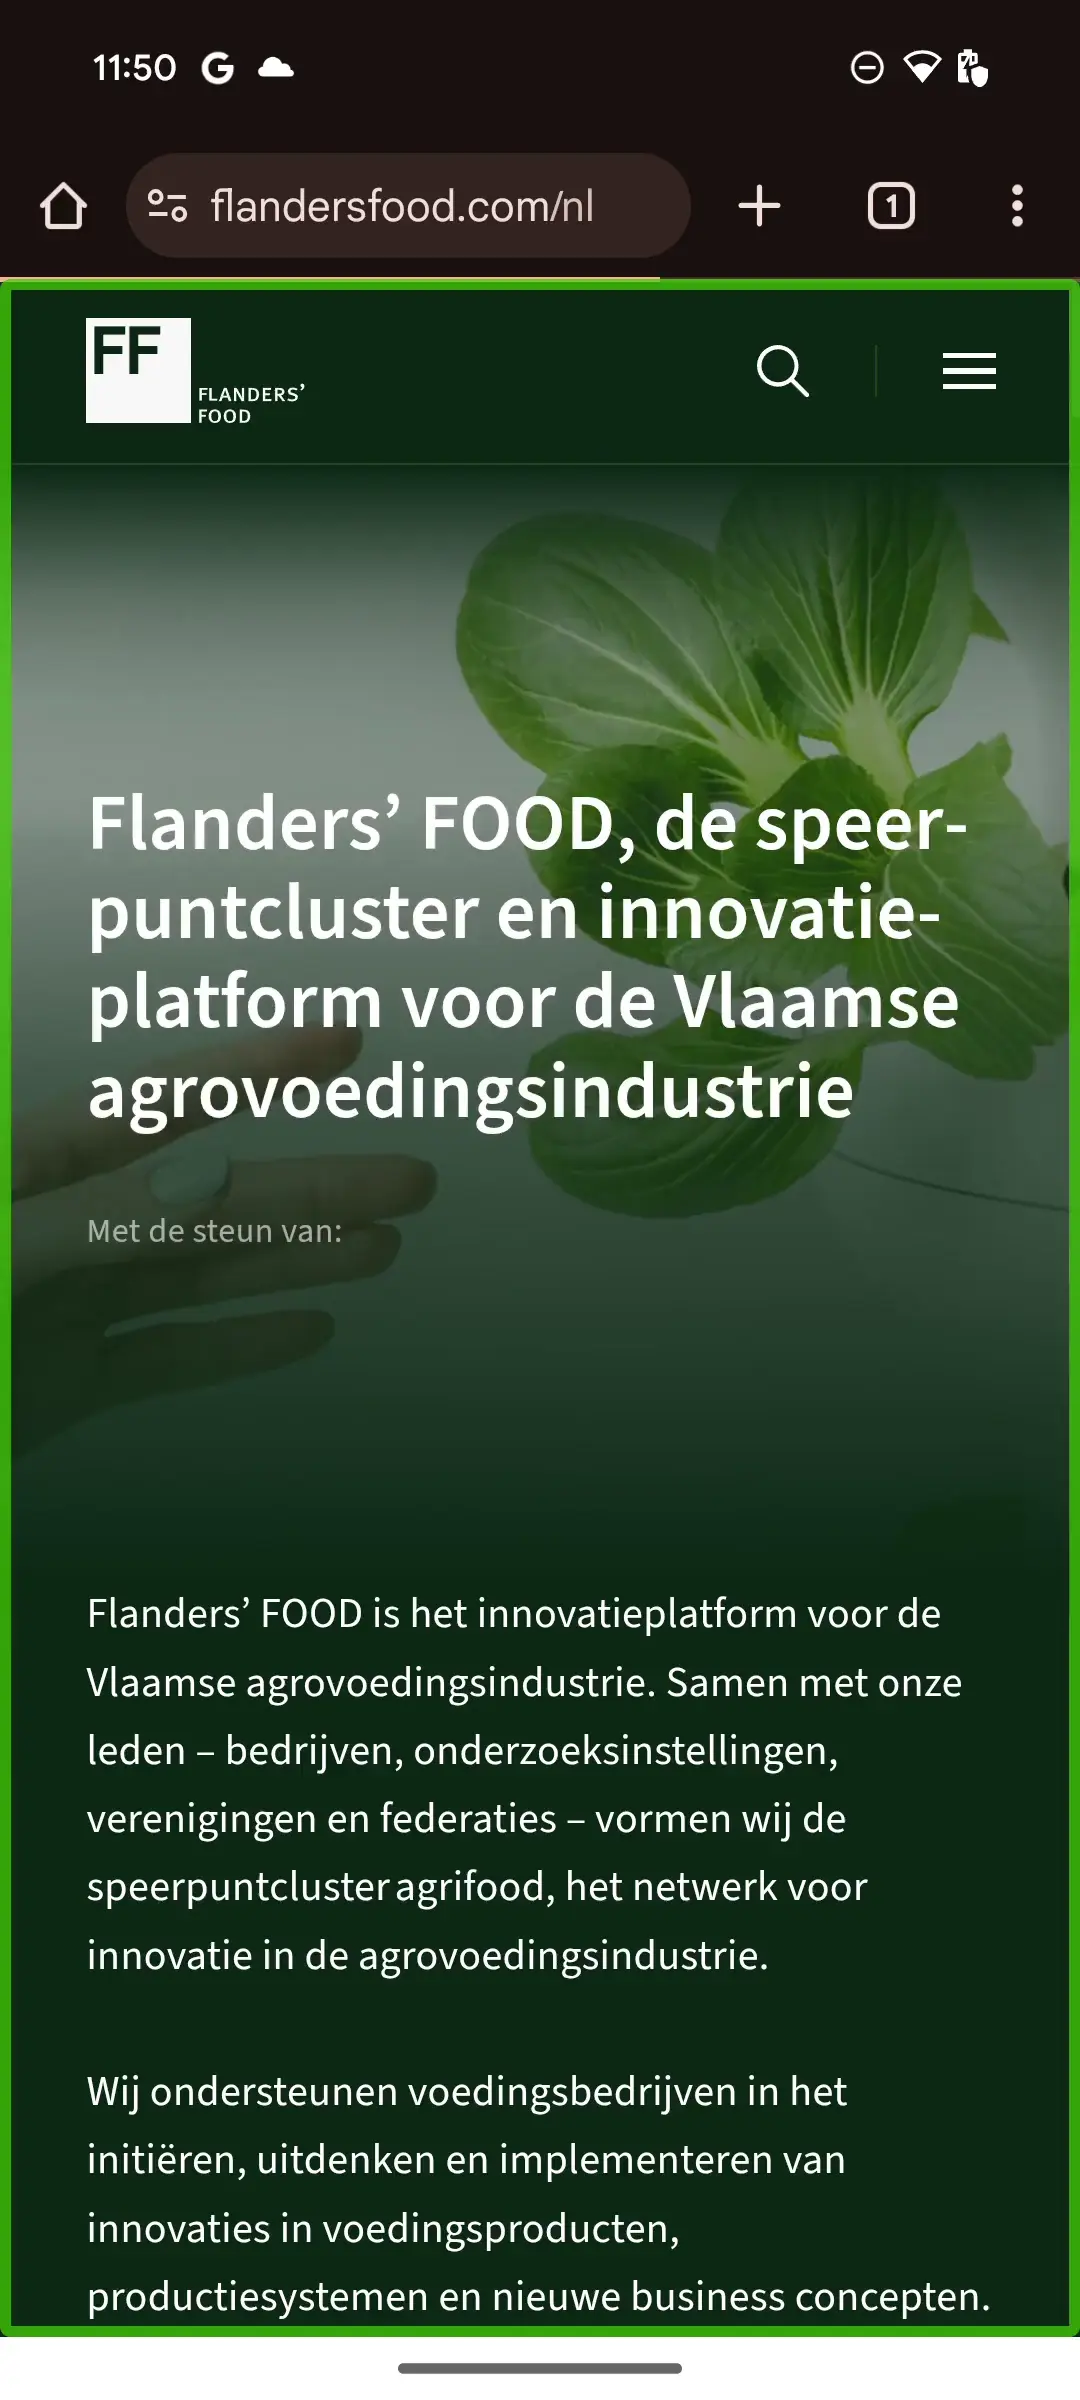 11:50
flandersfood.com/nl
1
FF
FLANDERS’
FOOD
Flanders’ FOOD, de speer-
puntcluster en innovatie-
platform voor de Vlaamse
agrovoedingsindustrie
Met de steun van:
Flanders’ FOOD is het innovatieplatform voor de
Vlaamse agrovoedingsindustrie. Samen met onze
leden – bedrijven, onderzoeksinstellingen,
verenigingen en federaties – vormen wij de
speerpuntcluster agrifood, het netwerk voor
innovatie in de agrovoedingsindustrie.
Wij ondersteunen voedingsbedrijven in het
initiëren, uitdenken en implementeren van
innovaties in voedingsproducten,
productiesystemen en nieuwe business concepten.